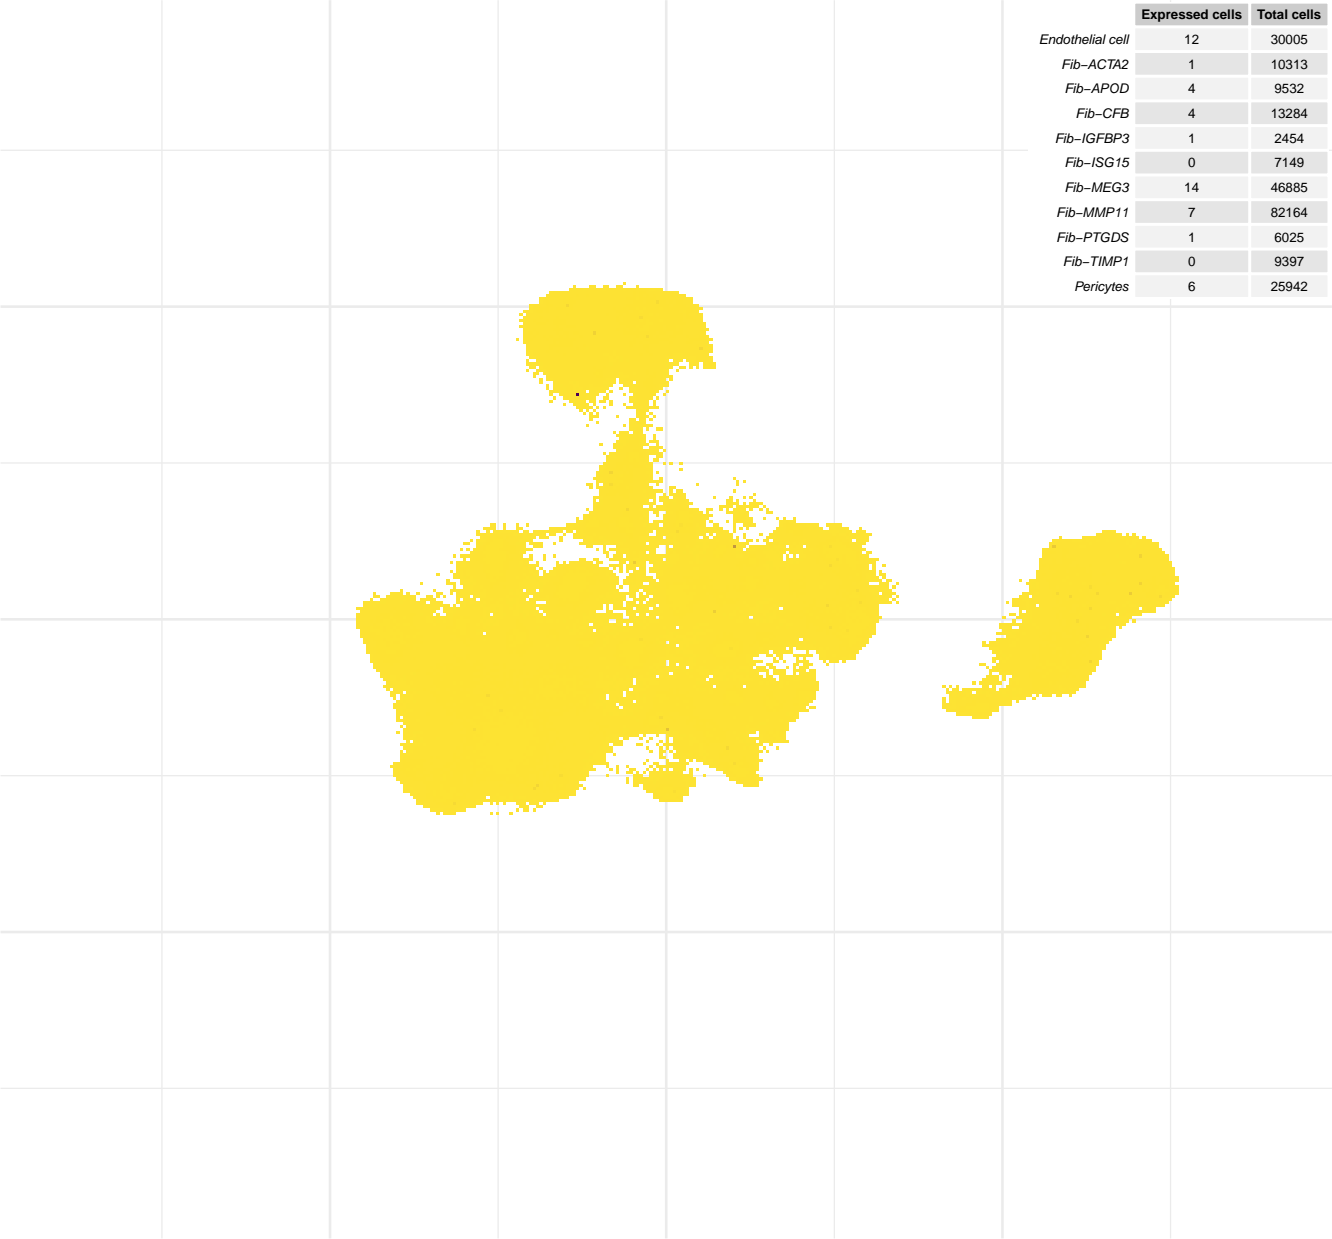 Expressed cells Total cells
Endothelial cell 12 30005
Fib−ACTA2 1 10313
Fib−APOD 4 9532
Fib−CFB 4 13284
Fib−IGFBP3 1 2454
Fib−ISG15 0 7149
Fib−MEG3 14 46885
Fib−MMP11 7 82164
Fib−PTGDS 1 6025
Fib−TIMP1 0 9397
Pericytes 6 25942